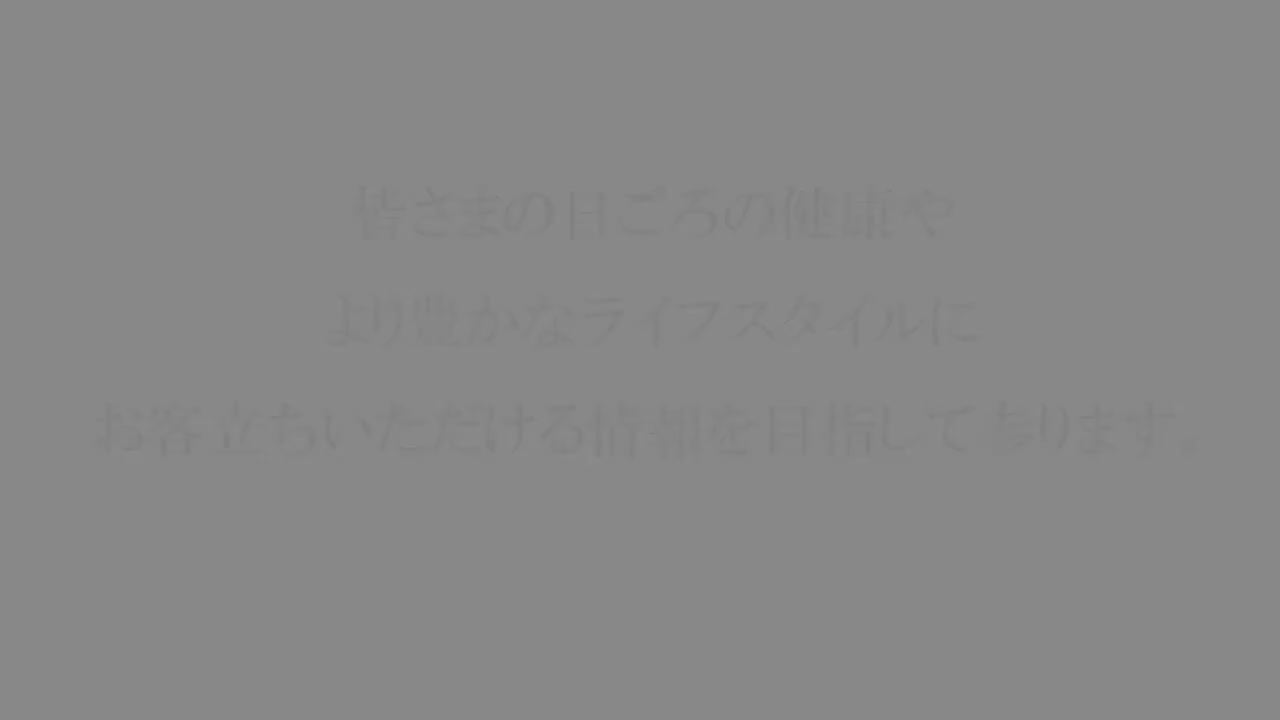 皆さまの日ごろの健康や
より豊かなライフスタイルに
お客立ちいただける情報を目指しております。